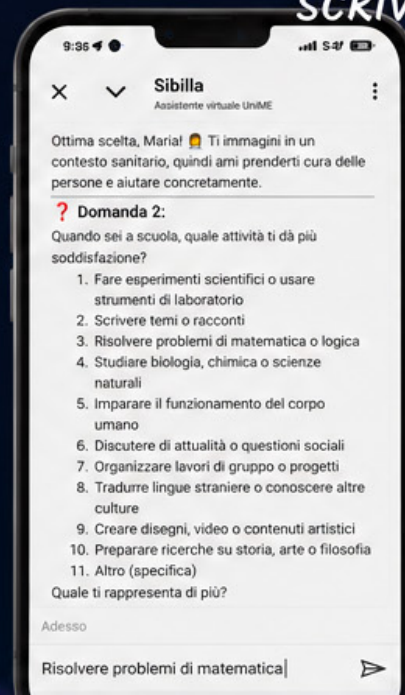 9:36
Sibilla
Assistente virtuale UniME
Ottima scelta, Maria! Ti immagini in un
contesto sanitario, quindi ami prenderti cura delle
persone e aiutare concretamente.
❓ Domanda 2:
Quando sei a scuola, quale attività ti dà più
soddisfazione?
1. Fare esperimenti scientifici o usare
strumenti di laboratorio
2. Scrivere temi o racconti
3. Risolvere problemi di matematica o logica
4. Studiare biologia, chimica o scienze
naturali
5. Imparare il funzionamento del corpo
umano
6. Discutere di attualità o questioni sociali
7. Organizzare lavori di gruppo o progetti
8. Tradurre lingue straniere o conoscere altre
culture
9. Creare disegni, video o contenuti artistici
10. Preparare ricerche su storia, arte o filosofia
11. Altro (specifica)
Quale ti rappresenta di più?
Adesso
Risolvere problemi di matematica